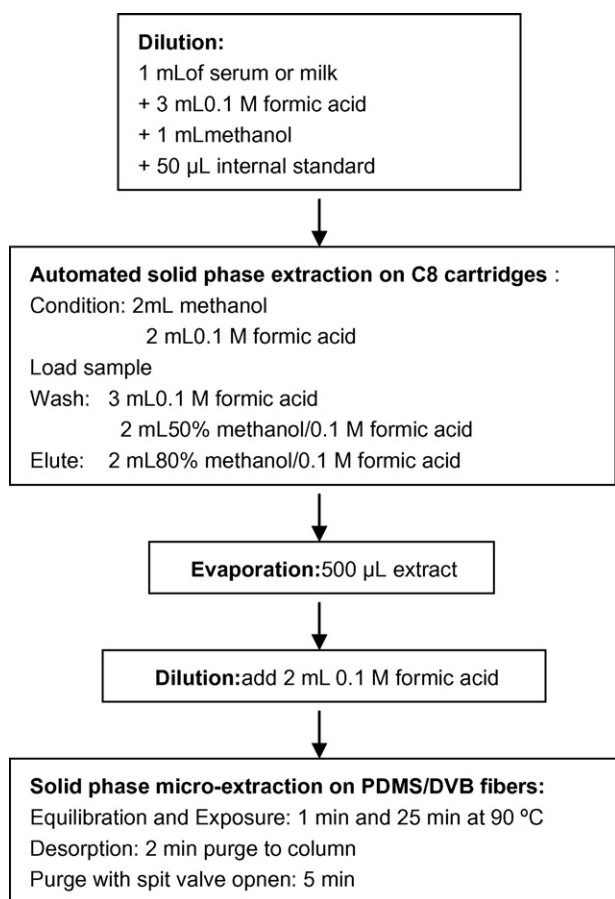 Dilution:
1 mLof serum or milk
+ 3 mL0.1 M formic acid
+ 1 mLmethanol
+ 50 µL internal standard
Automated solid phase extraction on C8 cartridges :
Condition: 2mL methanol
2 mL0.1 M formic acid
Load sample
Wash: 3 mL0.1 M formic acid
2 mL50% methanol/0.1 M formic acid
Elute: 2 mL80% methanol/0.1 M formic acid
Evaporation:500 µL extract
Dilution:add 2 mL 0.1 M formic acid
Solid phase micro-extraction on PDMS/DVB fibers:
Equilibration and Exposure: 1 min and 25 min at 90 ºC
Desorption: 2 min purge to column
Purge with spit valve opnen: 5 min